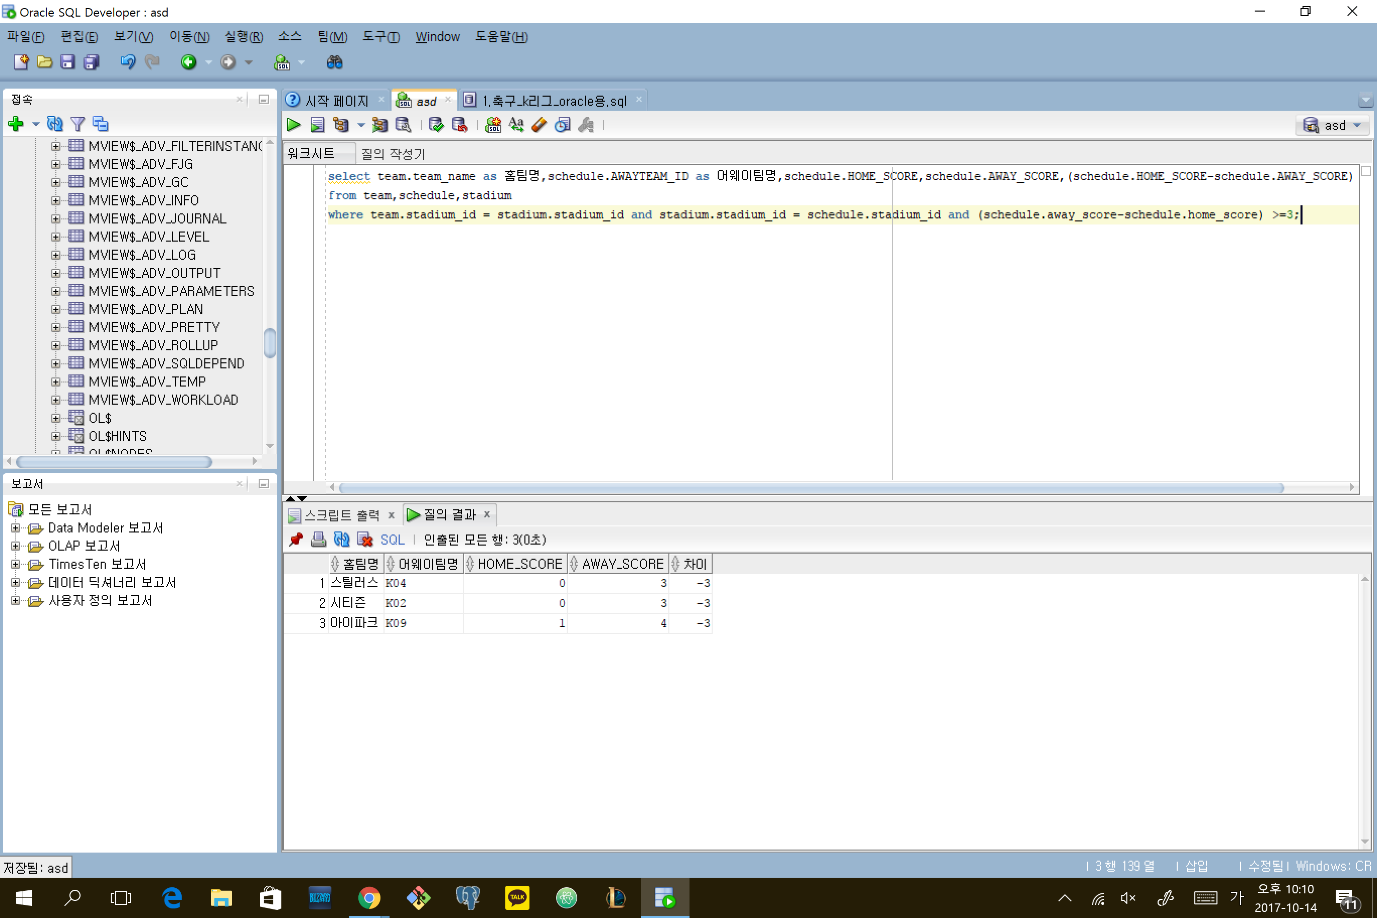 Oracle SQL Developer : asd
파일(F) 편집(E) 보기(V) 이동(N) 실행(R) 소스 팀(M) 도구(T) Window 도움말(H)
접속
시작 페이지 asd 1.축구_k리그_oracle용.sql
asd
워크시트 질의 작성기
MVIEW$_ADV_FILTERINSTANC
MVIEW$_ADV_FJG
MVIEW$_ADV_GC
MVIEW$_ADV_INFO
MVIEW$_ADV_JOURNAL
MVIEW$_ADV_LEVEL
MVIEW$_ADV_LOG
MVIEW$_ADV_OUTPUT
MVIEW$_ADV_PARAMETERS
MVIEW$_ADV_PLAN
MVIEW$_ADV_PRETTY
MVIEW$_ADV_ROLLUP
MVIEW$_ADV_SQLDEPEND
MVIEW$_ADV_TEMP
MVIEW$_ADV_WORKLOAD
OL$
OL$HINTS
OL$NODES
select team.team_name as 홈팀명,schedule.AWAYTEAM_ID as 어웨이팀명,schedule.HOME_SCORE,schedule.AWAY_SCORE,(schedule.HOME_SCORE-schedule.AWAY_SCORE)
from team,schedule,stadium
where team.stadium_id = stadium.stadium_id and stadium.stadium_id = schedule.stadium_id and (schedule.away_score-schedule.home_score) >=3;
보고서
모든 보고서
Data Modeler 보고서
OLAP 보고서
TimesTen 보고서
데이터 딕셔너리 보고서
사용자 정의 보고서
스크립트 출력 질의 결과
SQL 인출된 모든 행: 3(0초)
홈팀명 어웨이팀명 HOME_SCORE AWAY_SCORE 차이
1 스틸러스 K04 0 3 -3
2 시티즌 K02 0 3 -3
3 아이파크 K09 1 4 -3
저장됨: asd
3 행 139 열 삽입 수정됨 Windows: CR
BLIZZARD
TALK
가
오후 10:10
2017-10-14
11